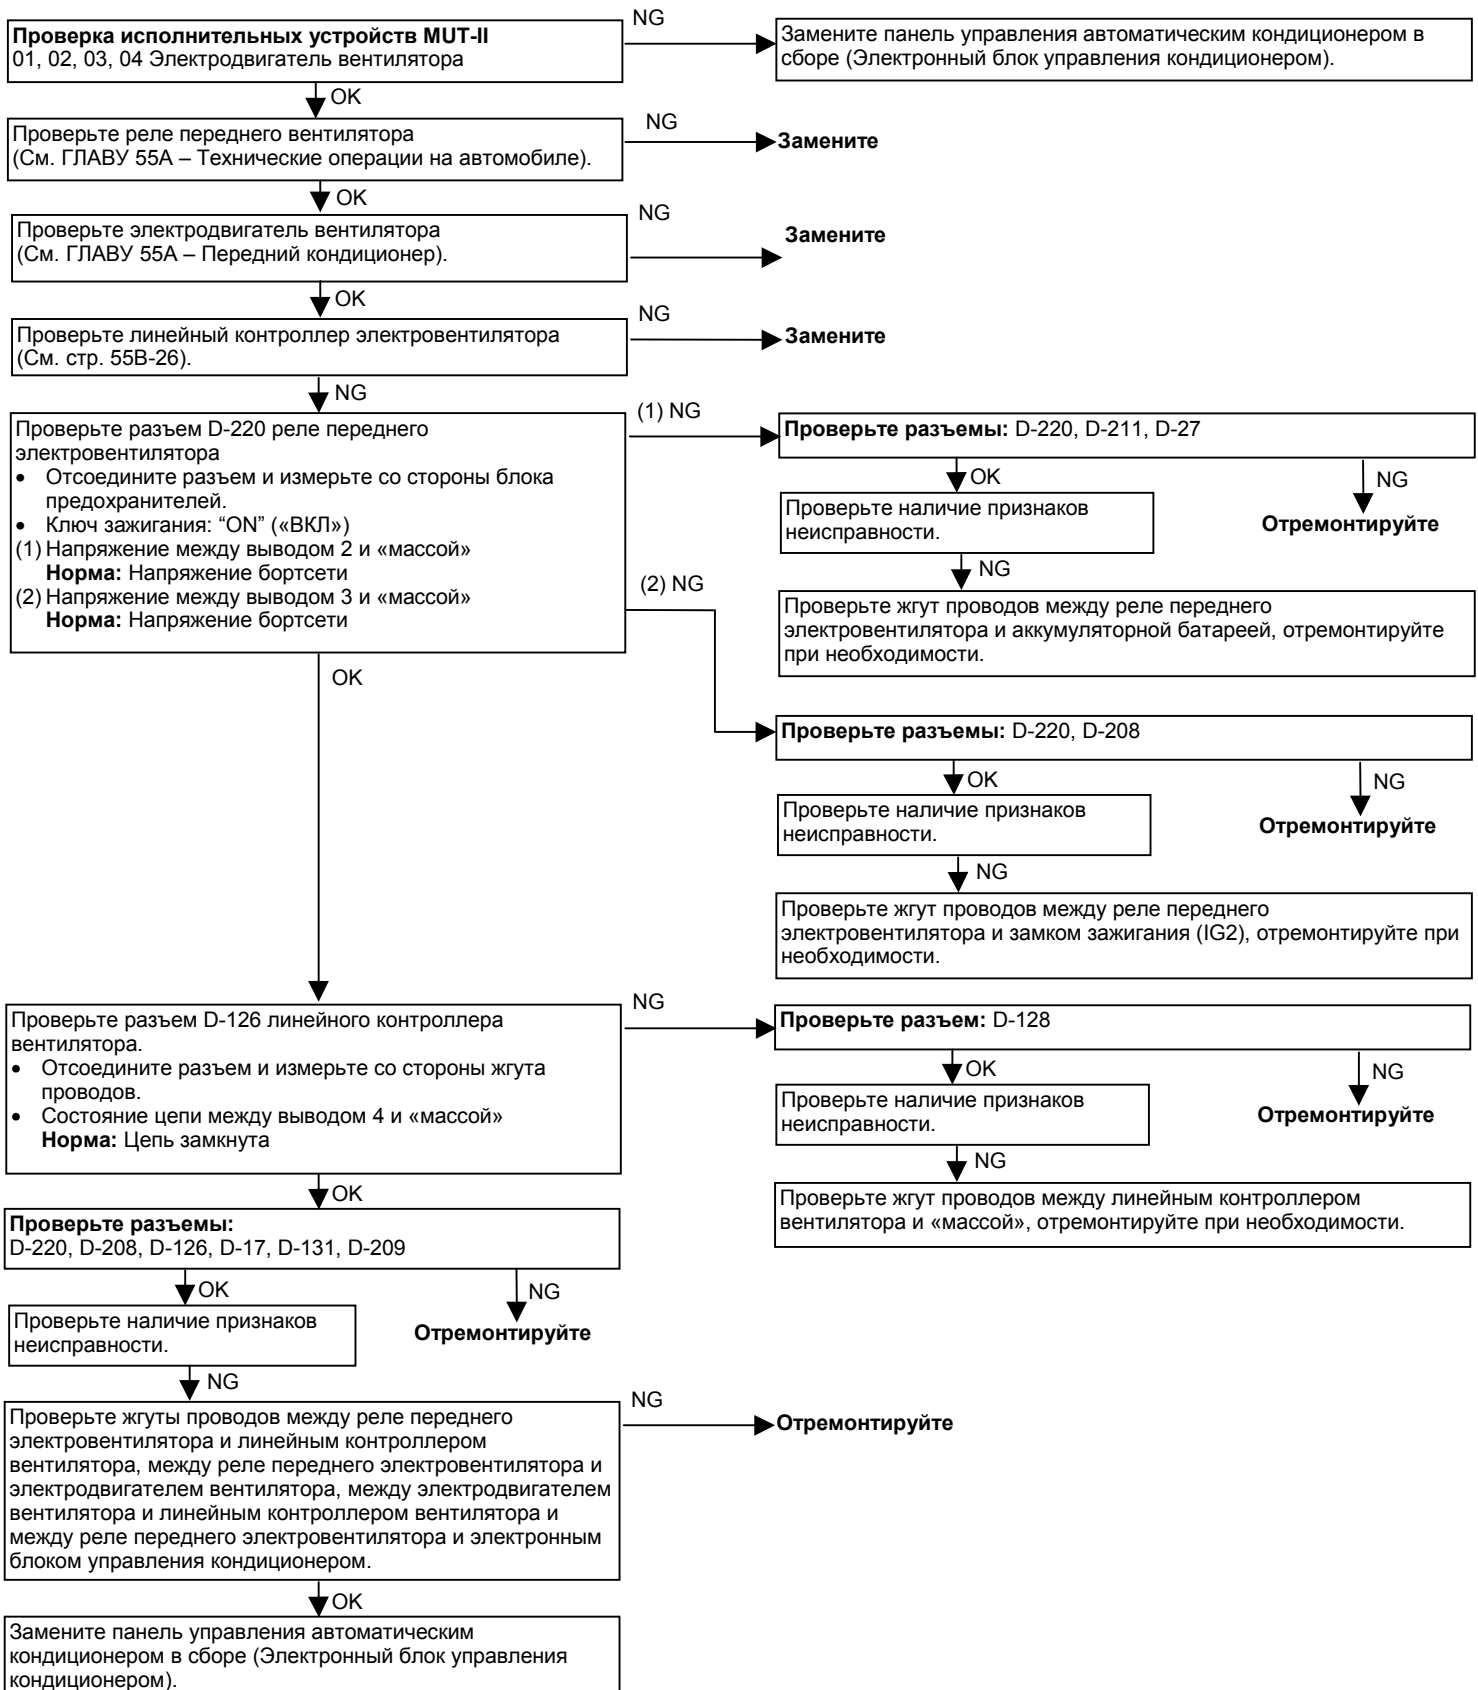 Проверка исполнительных устройств MUT-II
01, 02, 03, 04 Электродвигатель вентилятора
NG
Замените панель управления автоматическим кондиционером в
сборе (Электронный блок управления кондиционером).
OK
Проверьте реле переднего вентилятора
(См. ГЛАВУ 55А – Технические операции на автомобиле).
NG
Замените
OK
Проверьте электродвигатель вентилятора
(См. ГЛАВУ 55А – Передний кондиционер).
NG
Замените
OK
Проверьте линейный контроллер электровентилятора
(См. стр. 55В-26).
NG
Замените
NG
Проверьте разъем D-220 реле переднего
электровентилятора
• Отсоедините разъем и измерьте со стороны блока
предохранителей.
• Ключ зажигания: “ON” («ВКЛ»)
(1) Напряжение между выводом 2 и «массой»
Норма: Напряжение бортсети
(2) Напряжение между выводом 3 и «массой»
Норма: Напряжение бортсети
(1) NG
Проверьте разъемы: D-220, D-211, D-27
OK
NG
Проверьте наличие признаков
неисправности.
Отремонтируйте
NG
Проверьте жгут проводов между реле переднего
электровентилятора и аккумуляторной батареей, отремонтируйте
при необходимости.
(2) NG
Проверьте разъемы: D-220, D-208
OK
NG
Проверьте наличие признаков
неисправности.
Отремонтируйте
NG
Проверьте жгут проводов между реле переднего
электровентилятора и замком зажигания (IG2), отремонтируйте при
необходимости.
OK
Проверьте разъем D-126 линейного контроллера
вентилятора.
• Отсоедините разъем и измерьте со стороны жгута
проводов.
• Состояние цепи между выводом 4 и «массой»
Норма: Цепь замкнута
NG
Проверьте разъем: D-128
OK
NG
Проверьте наличие признаков
неисправности.
Отремонтируйте
NG
Проверьте жгут проводов между линейным контроллером
вентилятора и «массой», отремонтируйте при необходимости.
OK
Проверьте разъемы:
D-220, D-208, D-126, D-17, D-131, D-209
OK
NG
Проверьте наличие признаков
неисправности.
Отремонтируйте
NG
Проверьте жгуты проводов между реле переднего
электровентилятора и линейным контроллером
вентилятора, между реле переднего электровентилятора и
электродвигателем вентилятора, между электродвигателем
вентилятора и линейным контроллером вентилятора и
между реле переднего электровентилятора и электронным
блоком управления кондиционером.
NG
Отремонтируйте
OK
Замените панель управления автоматическим
кондиционером в сборе (Электронный блок управления
кондиционером).